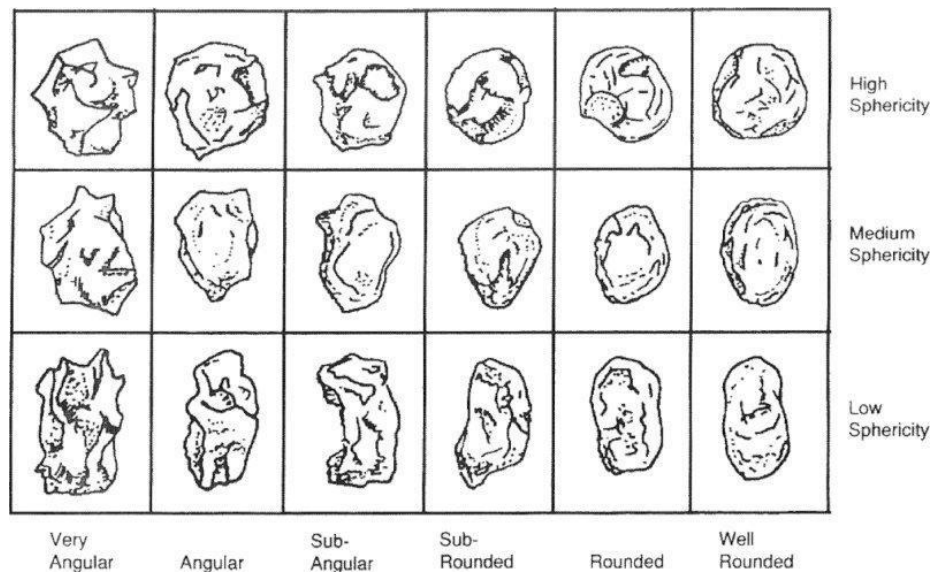 High
Sphericity
Medium
Sphericity
Low
Sphericity
Very
Angular
Angular
Sub-
Angular
Sub-
Rounded
Rounded
Well
Rounded